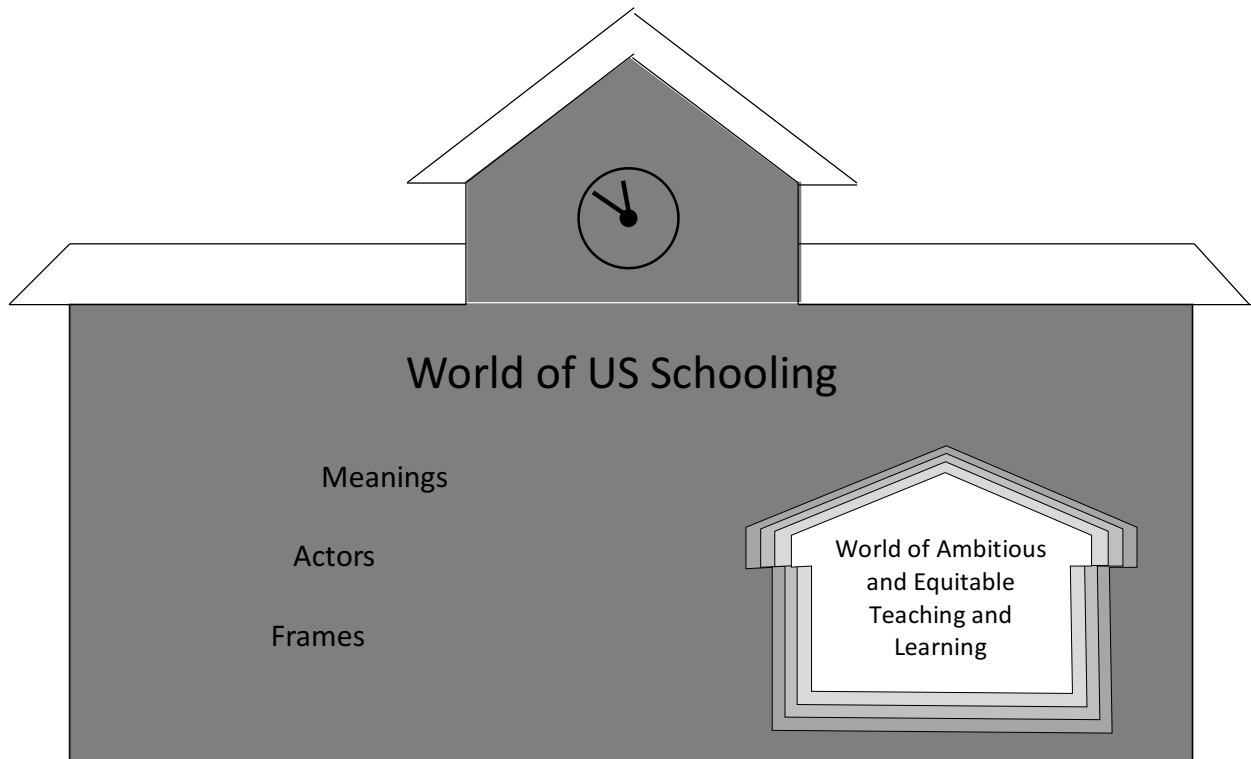 World of US Schooling
Meanings
Actors
Frames
World of Ambitious
and Equitable
Teaching and
Learning